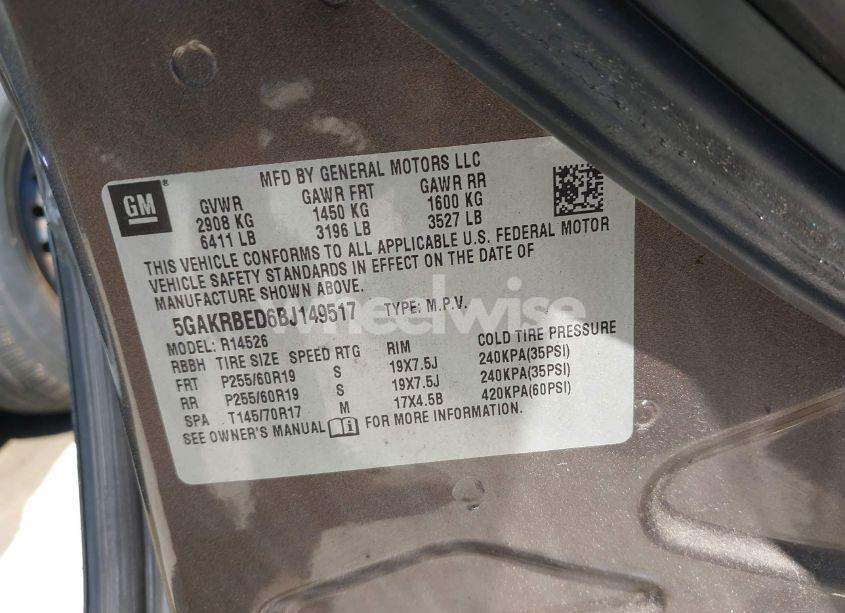 MFD BY GENERAL MOTORS LLC
GM®
GVWR GAWR FRT GAWR RR
2908 KG 1450 KG 1600 KG
6411 LB 3196 LB 3527 LB
THIS VEHICLE CONFORMS TO ALL APPLICABLE U.S. FEDERAL MOTOR
VEHICLE SAFETY STANDARDS IN EFFECT ON THE DATE OF
MANUFACTURE SHOWN ABOVE.
5GAKRBED6BJ149517 TYPE: M.P.V.
wheelwise
MODEL: R14526
RBBH TIRE SIZE SPEED RTG RIM COLD TIRE PRESSURE
FRT P255/60R19 S 19X7.5J 240KPA(35PSI)
RR P255/60R19 S 19X7.5J 240KPA(35PSI)
SPA T145/70R17 M 17X4.5B 420KPA(60PSI)
SEE OWNER'S MANUAL FOR MORE INFORMATION.